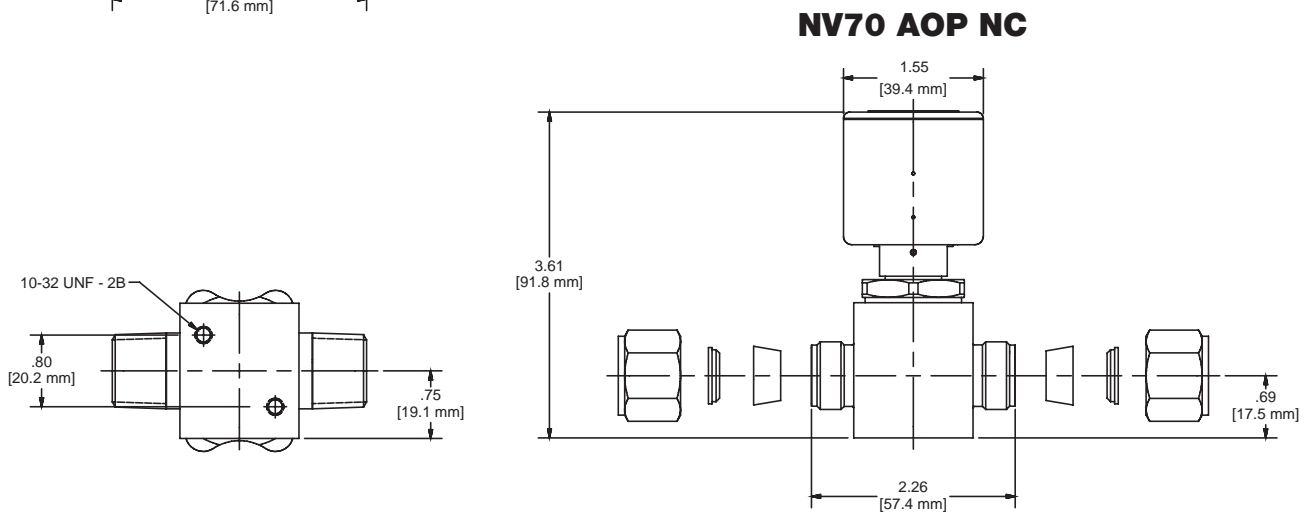 [71.6 mm]
NV70 AOP NC
1.55
[39.4 mm]
3.61
[91.8 mm]
10-32 UNF - 2B
.80
[20.2 mm]
.75
[19.1 mm]
.69
[17.5 mm]
2.26
[57.4 mm]